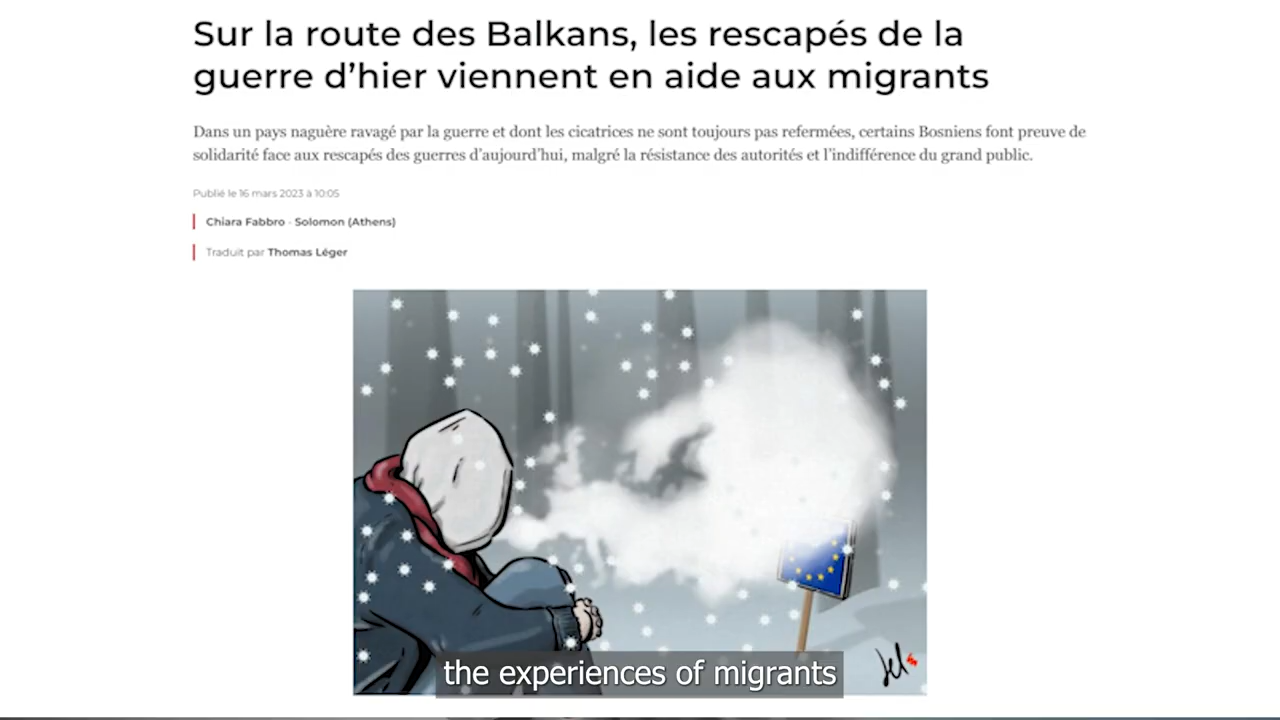 Sur la route des Balkans, les rescapés de la
guerre d’hier viennent en aide aux migrants
Dans un pays naguère ravagé par la guerre et dont les cicatrices ne sont toujours pas refermées, certains Bosniens font preuve de
solidarité face aux rescapés des guerres d’aujourd’hui, malgré la résistance des autorités et l’indifférence du grand public.
Publié le 16 mars 2023 à 10:05
Chiara Fabbro - Solomon (Athens)
Traduit par Thomas Léger
the experiences of migrants